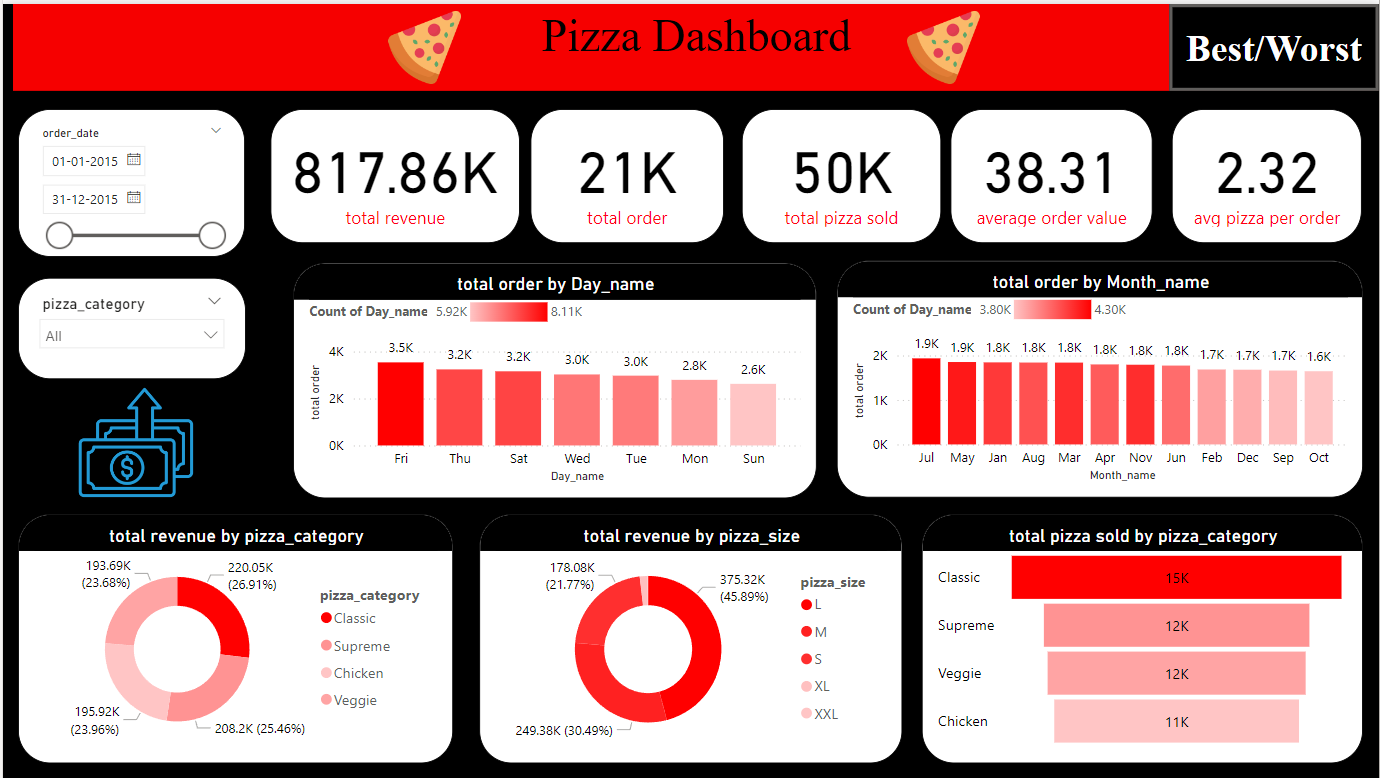 Pizza Dashboard
Best/Worst
order_date
01-01-2015
31-12-2015
817.86K
total revenue
21K
total order
50K
total pizza sold
38.31
average order value
2.32
avg pizza per order
pizza_category
All
total order by Day_name
Count of Day_name 5.92K 8.11K
total order
4K
2K
0K
3.5K 3.2K 3.2K 3.0K 3.0K 2.8K 2.6K
Fri Thu Sat Wed Tue Mon Sun
Day_name
total order by Month_name
Count of Day_name 3.80K 4.30K
total order
2K
1K
0K
1.9K 1.9K 1.8K 1.8K 1.8K 1.8K 1.8K 1.8K 1.7K 1.7K 1.7K 1.6K
Jul May Jan Aug Mar Apr Nov Jun Feb Dec Sep Oct
Month_name
$
total revenue by pizza_category
193.69K
(23.68%)
220.05K
(26.91%)
195.92K
(23.96%)
208.2K (25.46%)
pizza_category
Classic
Supreme
Chicken
Veggie
total revenue by pizza_size
178.08K
(21.77%)
375.32K
(45.89%)
249.38K (30.49%)
pizza_size
L
M
S
XL
XXL
total pizza sold by pizza_category
Classic 15K
Supreme 12K
Veggie 12K
Chicken 11K